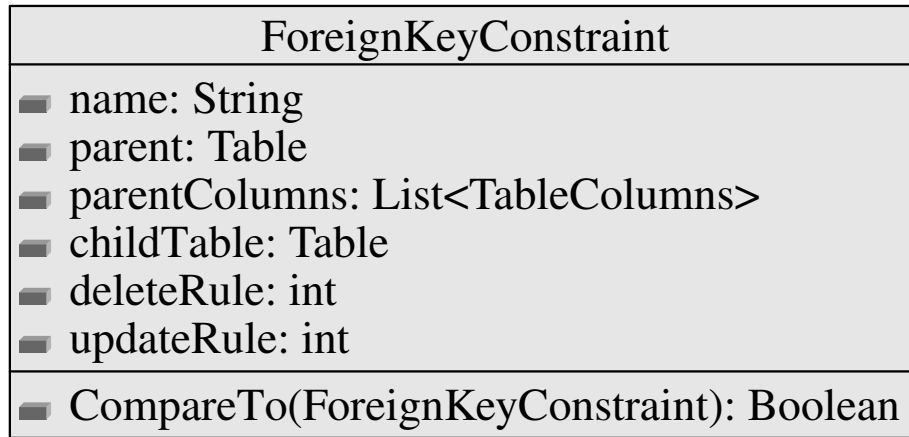 ForeignKeyConstraint
name: String
parent: Table
parentColumns: List<TableColumns>
childTable: Table
deleteRule: int
updateRule: int
CompareTo(ForeignKeyConstraint): Boolean